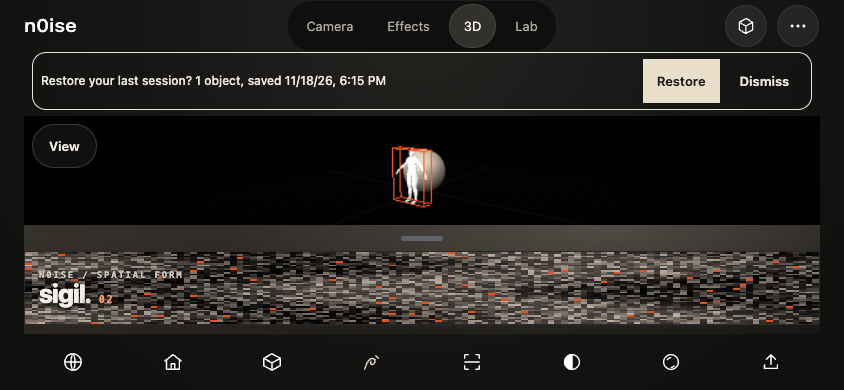 n0ise
Camera Effects 3D Lab
Restore your last session? 1 object, saved 11/18/26, 6:15 PM
Restore Dismiss
View
N0ISE / SPATIAL FORM
sigil. 02